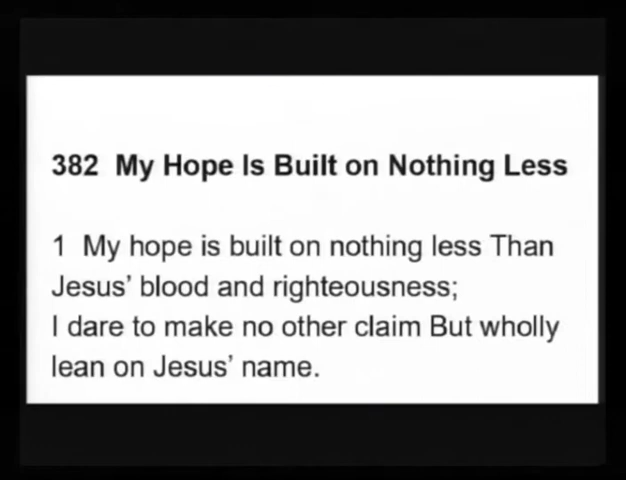 382 My Hope Is Built on Nothing Less
1 My hope is built on nothing less Than
Jesus’ blood and righteousness;
I dare to make no other claim But wholly
lean on Jesus’ name.